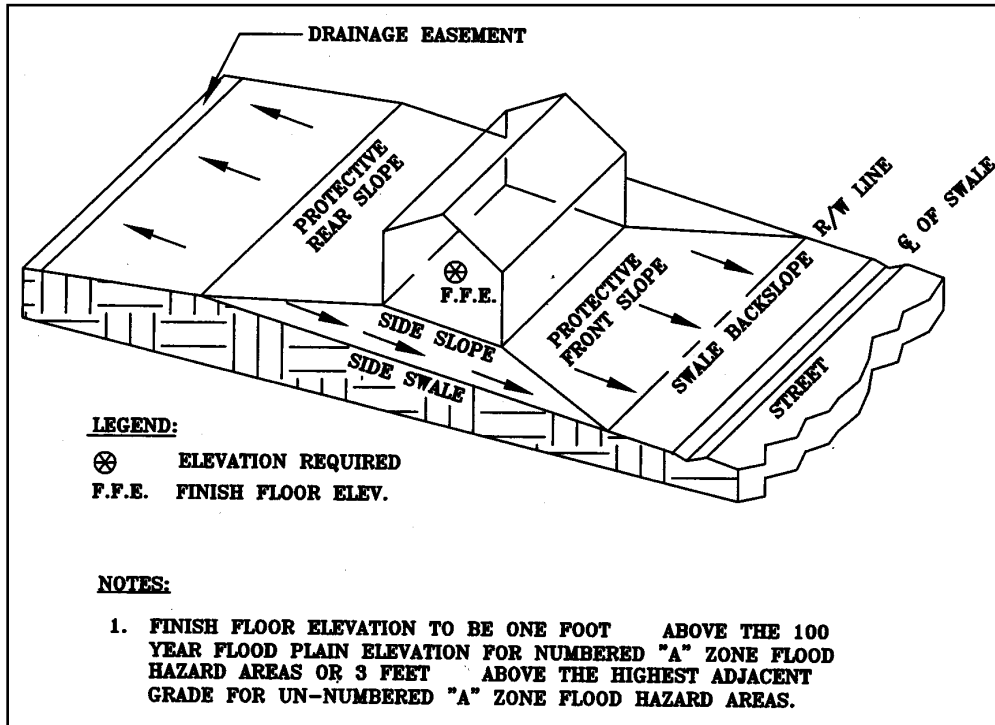 DRAINAGE EASEMENT
PROTECTIVE
REAR SLOPE
R/W LINE
℄ OF SWALE
F.F.E.
PROTECTIVE
FRONT SLOPE
SWALE BACKSLOPE
SIDE SLOPE
SIDE SWALE
STREET
LEGEND:
ELEVATION REQUIRED
F.F.E. FINISH FLOOR ELEV.
NOTES:
1. FINISH FLOOR ELEVATION TO BE ONE FOOT ABOVE THE 100
YEAR FLOOD PLAIN ELEVATION FOR NUMBERED "A" ZONE FLOOD
HAZARD AREAS OR 3 FEET ABOVE THE HIGHEST ADJACENT
GRADE FOR UN-NUMBERED "A" ZONE FLOOD HAZARD AREAS.